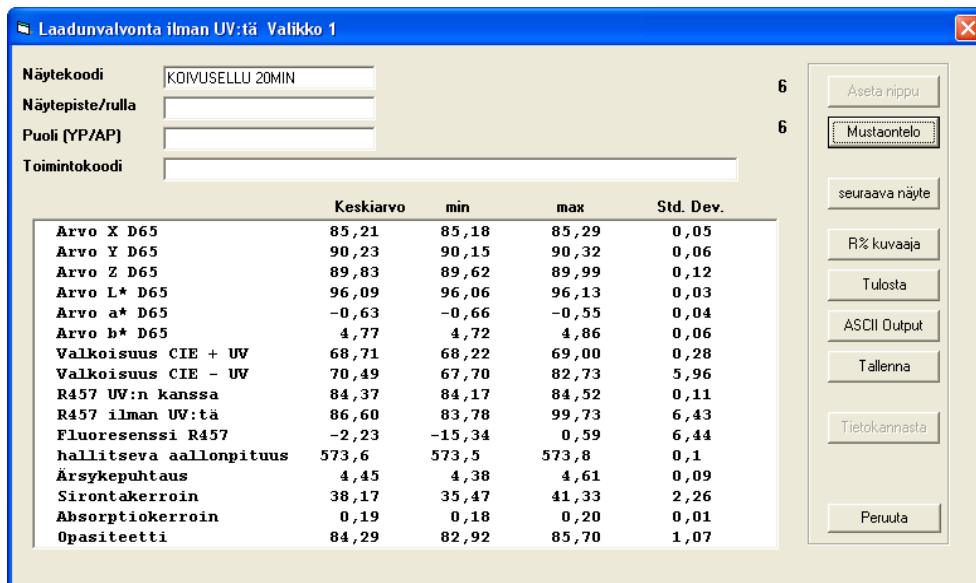 Laadunvalvonta ilman UV:tä Valikko 1
Näytekoodi KOIVUSELLU 20MIN 6 Aseta nippu
Näytepiste/rulla
Puoli (YP/AP) 6 Mustaontelo
Toimintokoodi
seuraava näyte
Keskiarvo min max Std. Dev.
Arvo X D65 85,21 85,18 85,29 0,05
Arvo Y D65 90,23 90,15 90,32 0,06
R% kuvaaja
Arvo Z D65 89,83 89,62 89,99 0,12
Arvo L* D65 96,09 96,06 96,13 0,03
Tulosta
Arvo a* D65 -0,63 -0,66 -0,55 0,04
Arvo b* D65 4,77 4,72 4,86 0,06
ASCII Output
Valkoisuus CIE + UV 68,71 68,22 69,00 0,28
Valkoisuus CIE - UV 70,49 67,70 82,73 5,96
Tallenna
R457 UV:n kanssa 84,37 84,17 84,52 0,11
R457 ilman UV:tä 86,60 83,78 99,73 6,43
Fluoresenssi R457 -2,23 -15,34 0,59 6,44
Tietokannasta
hallitseva aallonpituus 573,6 573,5 573,8 0,1
Ärsykepuhtaus 4,45 4,38 4,61 0,09
Sirontakerroin 38,17 35,47 41,33 2,26
Absorptiokerroin 0,19 0,18 0,20 0,01
Peruuta
Opasiteetti 84,29 82,92 85,70 1,07